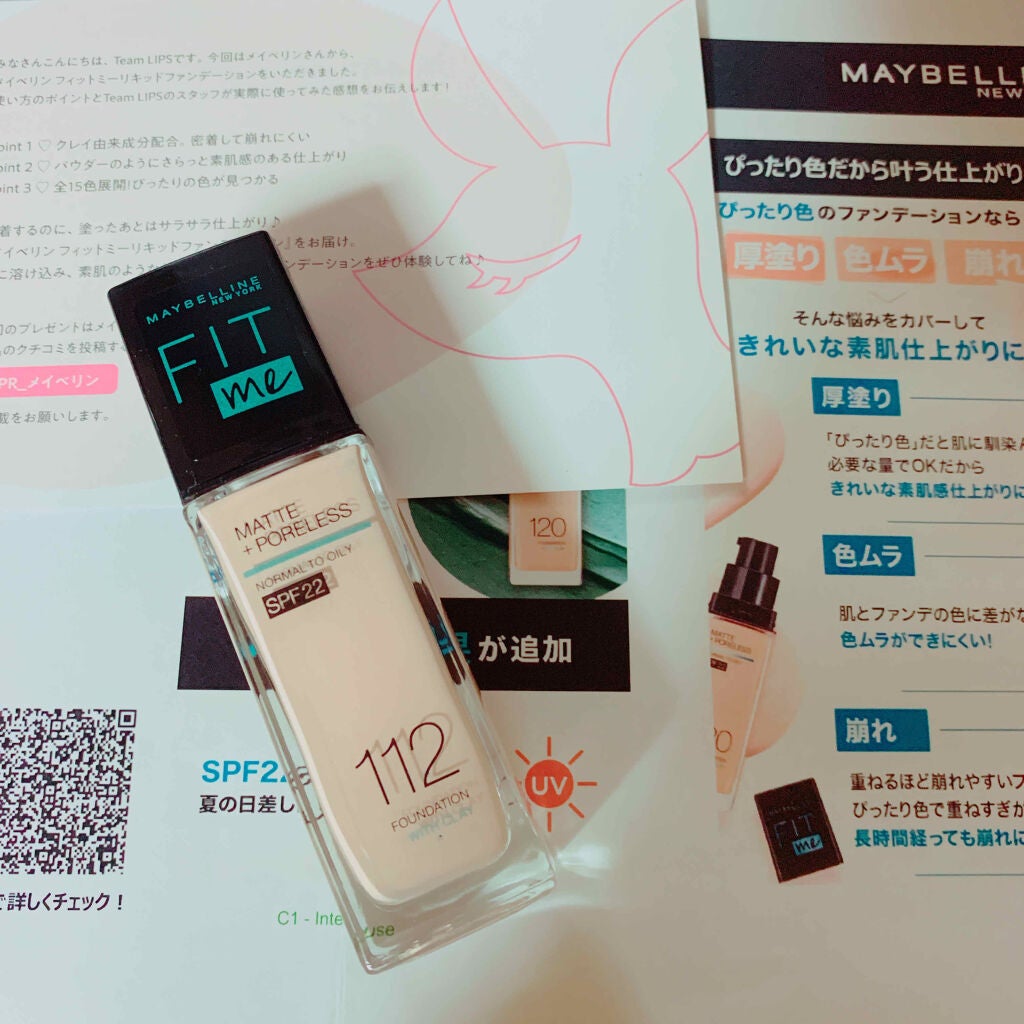 みなさんこんにちは、Team LIPSです。今回はメイベリンさんから、
メイベリン フィットミーリキッドファンデーションをいただきました。
使い方のポイントとTeam LIPSのスタッフが実際に使ってみた感想をお伝えします！
oint 1 ♡ クレイ由来成分配合。密着して崩れにくい
oint 2 ♡ パウダーのようにさらっと素肌感のある仕上がり
oint 3 ♡ 全15色展開！ぴったりの色が見つかる
着するのに、塗ったあとはサラサラ仕上がり♪
イベリン フィットミーリキッドファン
ン』をお届け。
に溶け込み、素肌のような
ンデーションをぜひ体験してね♪
のプレゼントはメイ
のクチコミを投稿す
PR_メイベリン
載をお願いします。
MAYBELLINE
NEW YORK
FIT
me
MATTE
+ PORELESS
NORMAL TO OILY
SPF 22
112
FOUNDATION
WITH CLAY
120
が追加
SPF2
夏の日差し
UV
で詳しくチェック！
C1 - Inte
use
MAYBELLI
NEW
ぴったり色だから叶う仕上がり
ぴったり色のファンデーションなら
厚塗り
色ムラ
崩れ
そんな悩みをカバーして
きれいな素肌仕上がりに
厚塗り
「ぴったり色」だと肌に馴染ん
必要な量でOKだから
きれいな素肌感仕上がりに
色ムラ
肌とファンデの色に差がな
色ムラができにくい！
MATTE
PORELESS
崩れ
重ねるほど崩れやすいフ
ぴったり色で重ねすぎが
長時間経っても崩れに
FIT
me